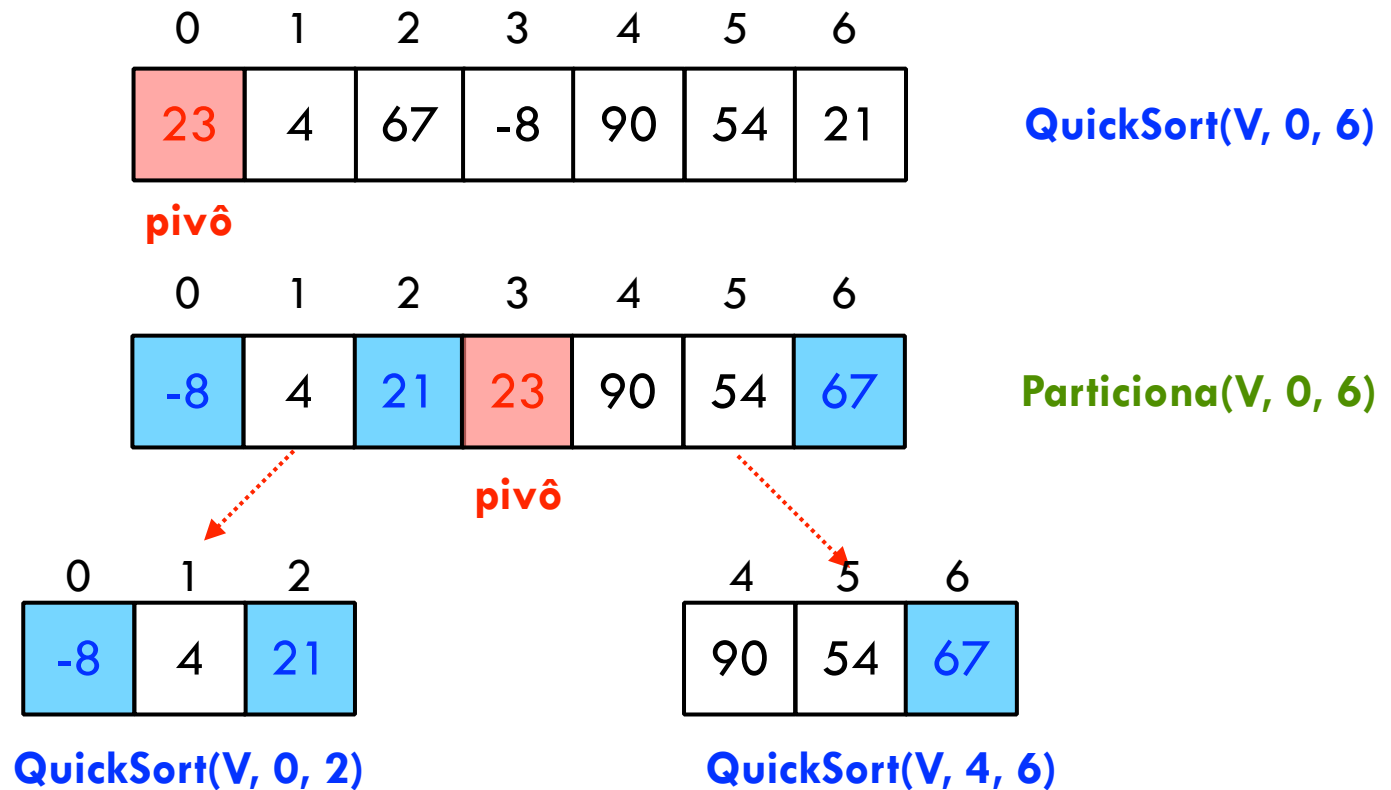 0 1 2 3 4 5 6
23 4 67 -8 90 54 21 QuickSort(V, 0, 6)
pivô
0 1 2 3 4 5 6
-8 4 21 23 90 54 67 Particiona(V, 0, 6)
pivô
0 1 2 4 5 6
-8 4 21 90 54 67
QuickSort(V, 0, 2) QuickSort(V, 4, 6)